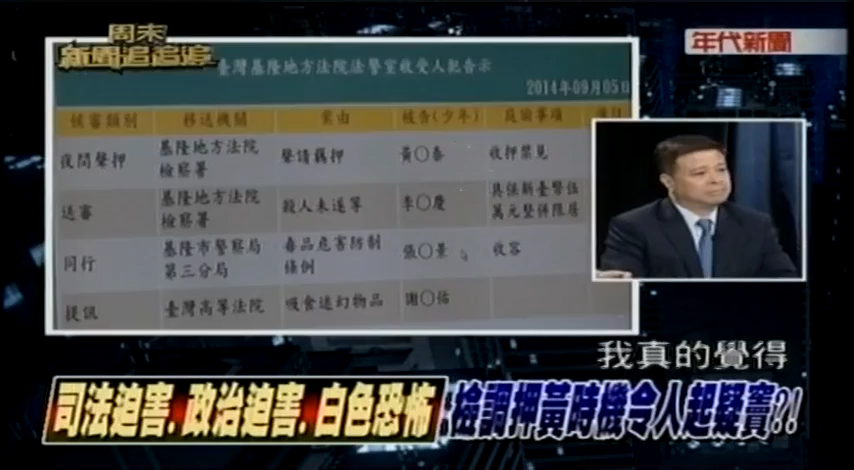 周末
新聞追追追
年代新聞
臺灣基隆地方法院法警室收受人犯告示
2014年09月05日
候審類別 移送機關 案由 被告(少年) 庭諭事項
夜間聲押 基隆地方法院 聲請羈押 黃○泰 收押禁見
檢察署
送審 基隆地方法院 殺人未遂等 李○慶 具保新臺幣伍
檢察署 萬元整併限居
同行 基隆市警察局 毒品危害防制 張○景 收容
第三分局 條例
提訊 臺灣高等法院 吸食迷幻物品 謝○佑
我真的覺得
司法迫害.政治迫害.白色恐怖:檢調押黃時機令人起疑竇?!